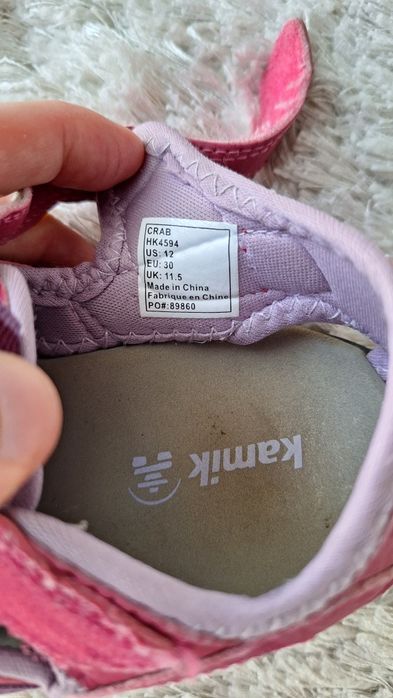 CRAB
HK4594
US: 12
EU: 30
UK: 11.5
Made in China
Fabrique en Chine
PO#:89860
kamik